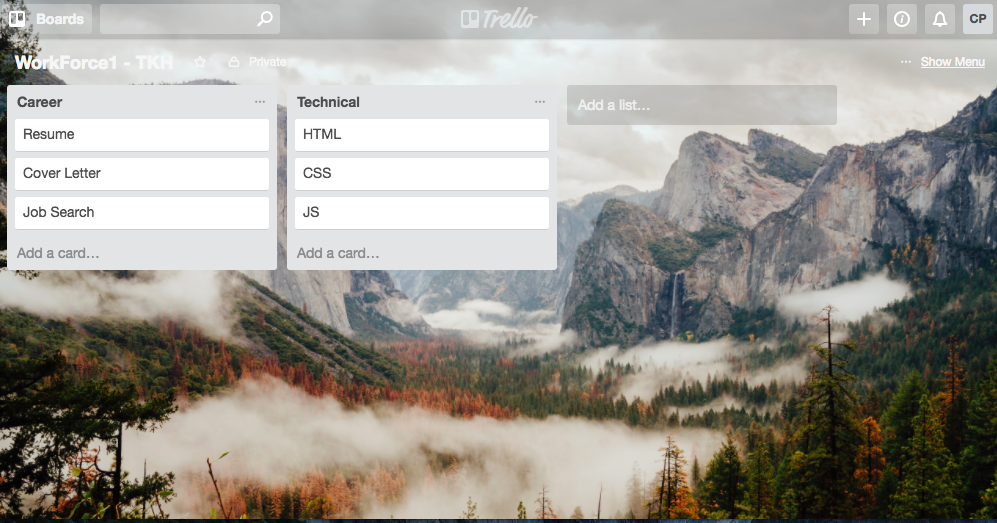 Boards
Trello
CP
WorkForce1 - TKH
Private
... Show Menu
Career ...
Resume
Cover Letter
Job Search
Add a card...
Technical ...
HTML
CSS
JS
Add a card...
Add a list...